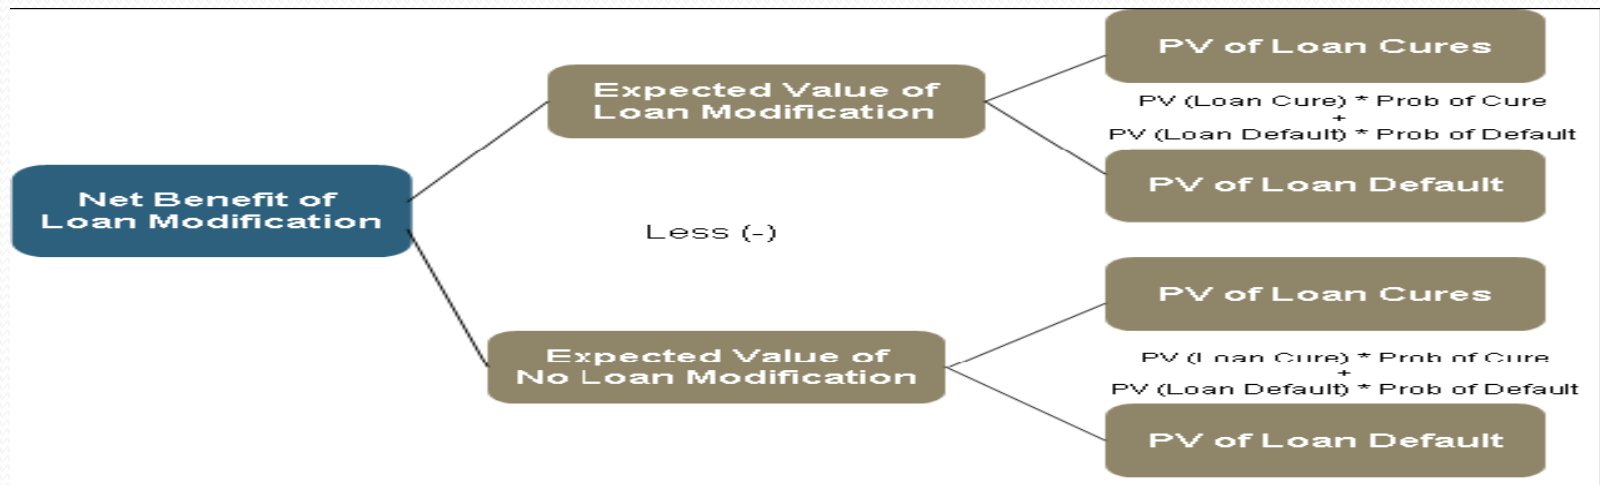 PV of Loan Cures
Expected Value of
Loan Modification
PV (Loan Cure) * Prob of Cure
+
PV (Loan Default) * Prob of Default
PV of Loan Default
Net Benefit of
Loan Modification
Less (-)
PV of Loan Cures
Expected Value of
No Loan Modification
PV (Loan Cure) * Prob of Cure
+
PV (Loan Default) * Prob of Default
PV of Loan Default